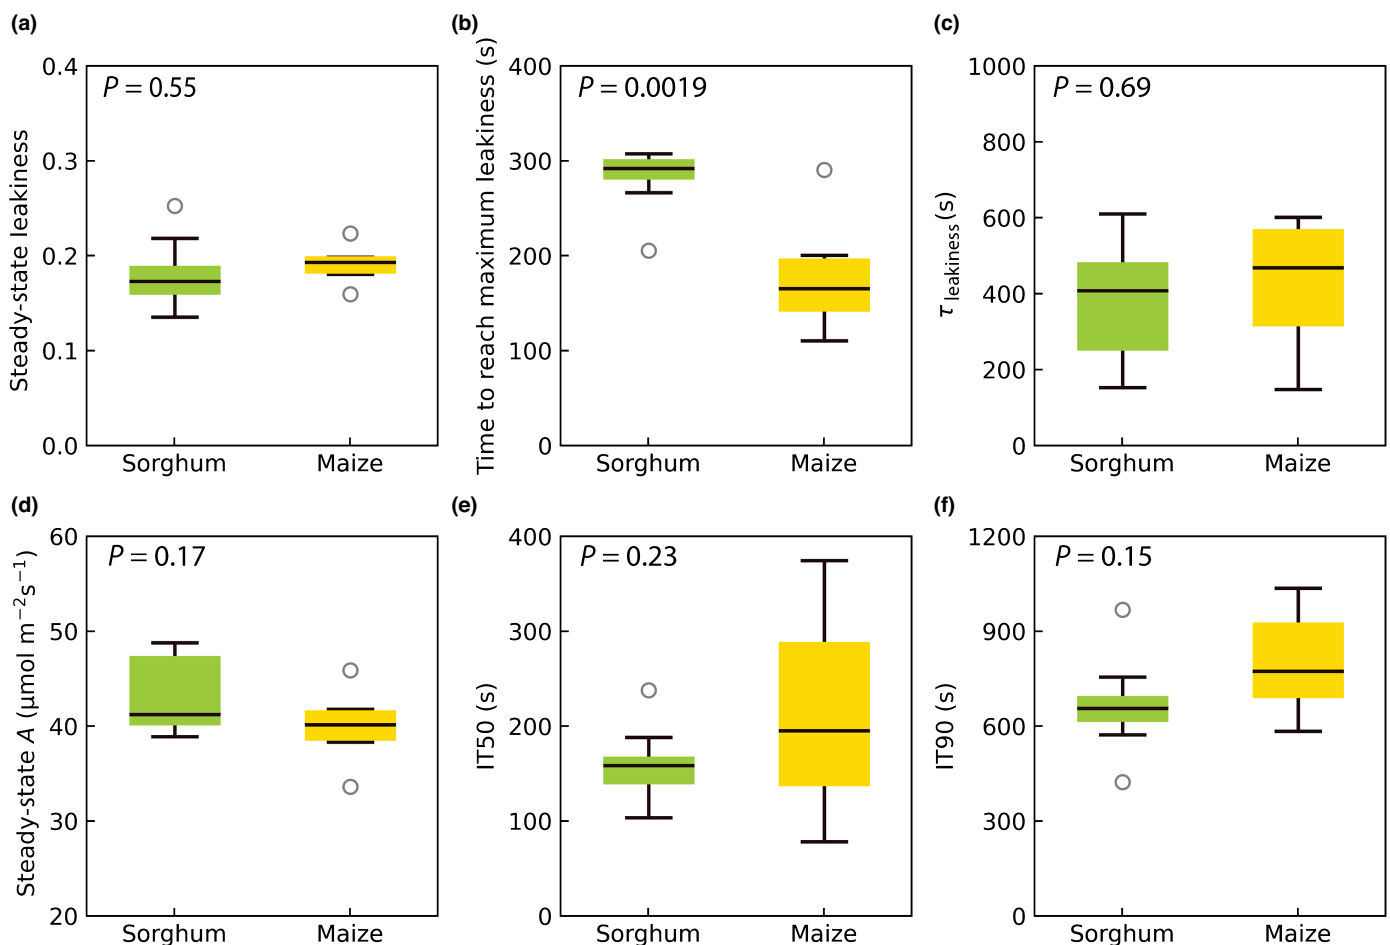 (a)
Steady-state leakiness
0.4
0.3
0.2
0.1
0.0
P = 0.55
Sorghum
Maize
(b)
Time to reach maximum leakiness (s)
400
300
200
100
0
P = 0.0019
Sorghum
Maize
(c)
τ leakiness (s)
1000
800
600
400
200
0
P = 0.69
Sorghum
Maize
(d)
Steady-state A (μmol m⁻²s⁻¹)
60
50
40
30
20
P = 0.17
Sorghum
Maize
(e)
IT50 (s)
400
300
200
100
0
P = 0.23
Sorghum
Maize
(f)
IT90 (s)
1200
900
600
300
0
P = 0.15
Sorghum
Maize